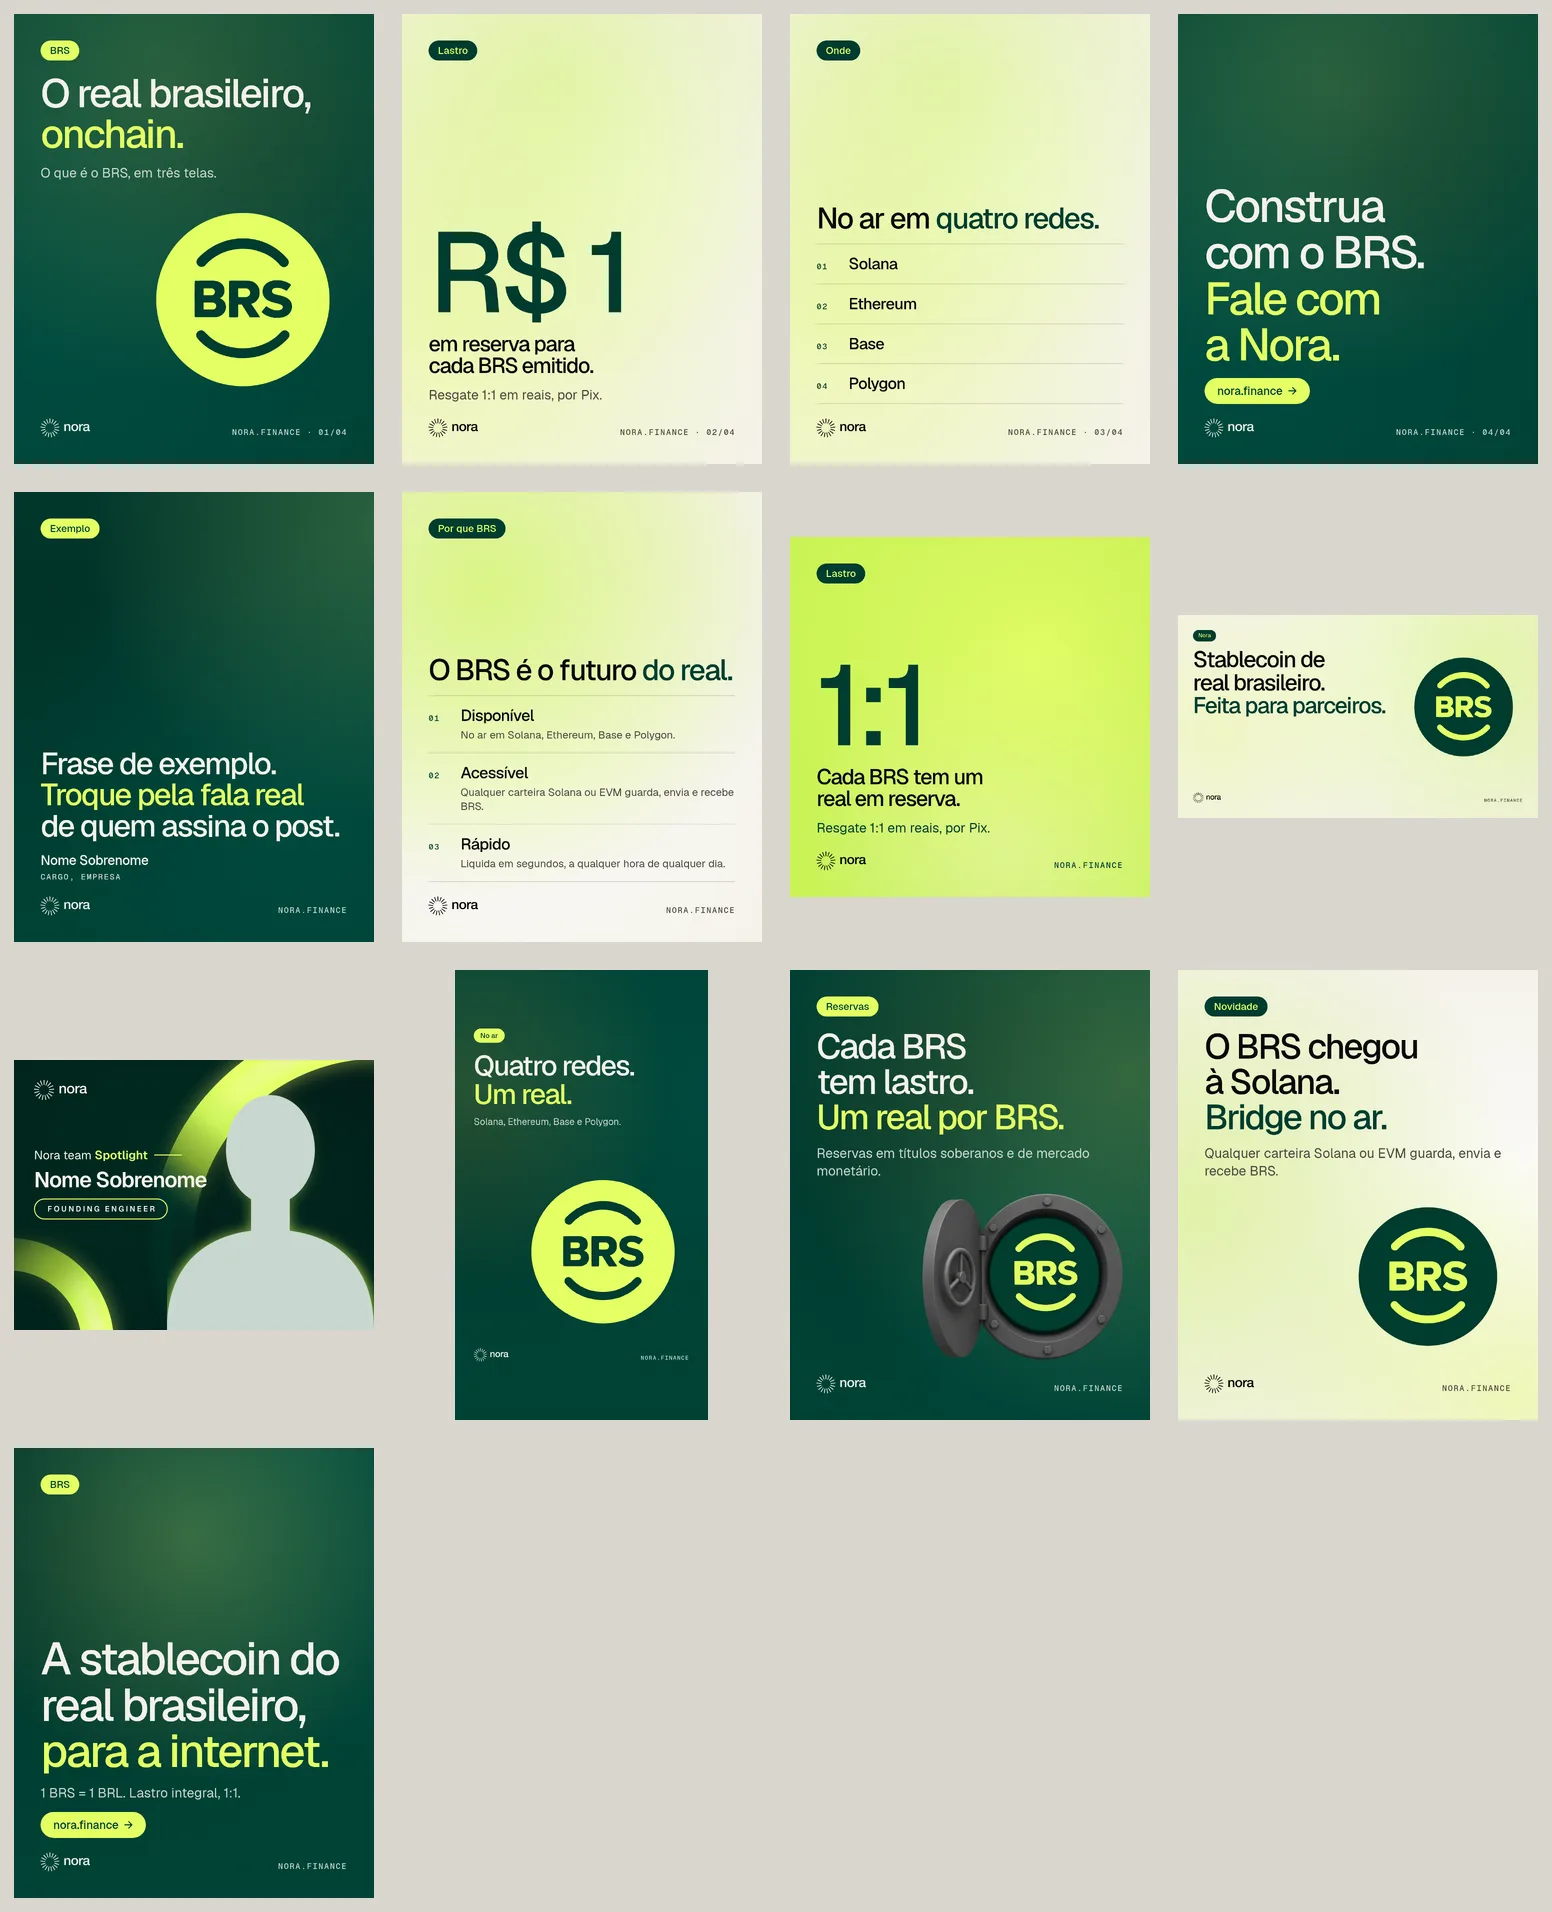 BRS
O real brasileiro,
onchain.
O que é o BRS, em três telas.
BRS
nora
NORA.FINANCE · 01/04
Lastro
R$ 1
em reserva para
cada BRS emitido.
Resgate 1:1 em reais, por Pix.
nora
NORA.FINANCE · 02/04
Onde
No ar em quatro redes.
01 Solana
02 Ethereum
03 Base
04 Polygon
nora
NORA.FINANCE · 03/04
Construa
com o BRS.
Fale com
a Nora.
nora.finance →
nora
NORA.FINANCE · 04/04
Exemplo
Frase de exemplo.
Troque pela fala real
de quem assina o post.
Nome Sobrenome
CARGO, EMPRESA
nora
NORA.FINANCE
Por que BRS
O BRS é o futuro do real.
01 Disponível
No ar em Solana, Ethereum, Base e Polygon.
02 Acessível
Qualquer carteira Solana ou EVM guarda, envia e recebe
BRS.
03 Rápido
Liquida em segundos, a qualquer hora de qualquer dia.
nora
NORA.FINANCE
Lastro
1:1
Cada BRS tem um
real em reserva.
Resgate 1:1 em reais, por Pix.
nora
NORA.FINANCE
Nora
Stablecoin de
real brasileiro.
Feita para parceiros.
BRS
nora
NORA.FINANCE
nora
Nora team Spotlight
Nome Sobrenome
FOUNDING ENGINEER
No ar
Quatro redes.
Um real.
Solana, Ethereum, Base e Polygon.
BRS
nora
NORA.FINANCE
Reservas
Cada BRS
tem lastro.
Um real por BRS.
Reservas em títulos soberanos e de mercado
monetário.
BRS
nora
NORA.FINANCE
Novidade
O BRS chegou
à Solana.
Bridge no ar.
Qualquer carteira Solana ou EVM guarda, envia e
recebe BRS.
BRS
nora
NORA.FINANCE
BRS
A stablecoin do
real brasileiro,
para a internet.
1 BRS = 1 BRL. Lastro integral, 1:1.
nora.finance →
nora
NORA.FINANCE